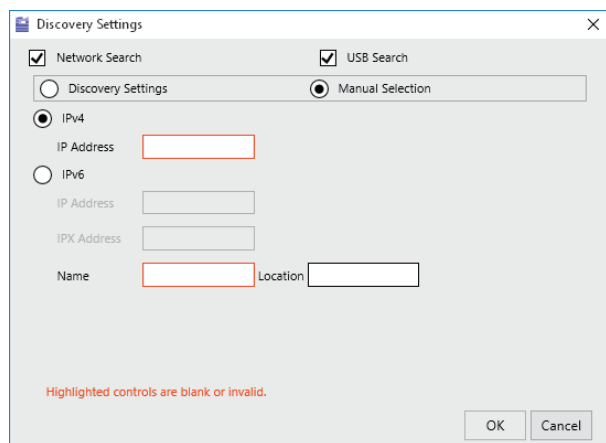 Discovery Settings
Network Search USB Search
Discovery Settings Manual Selection
IPv4
IP Address
IPv6
IP Address
IPX Address
Name Location
Highlighted controls are blank or invalid.
OK Cancel